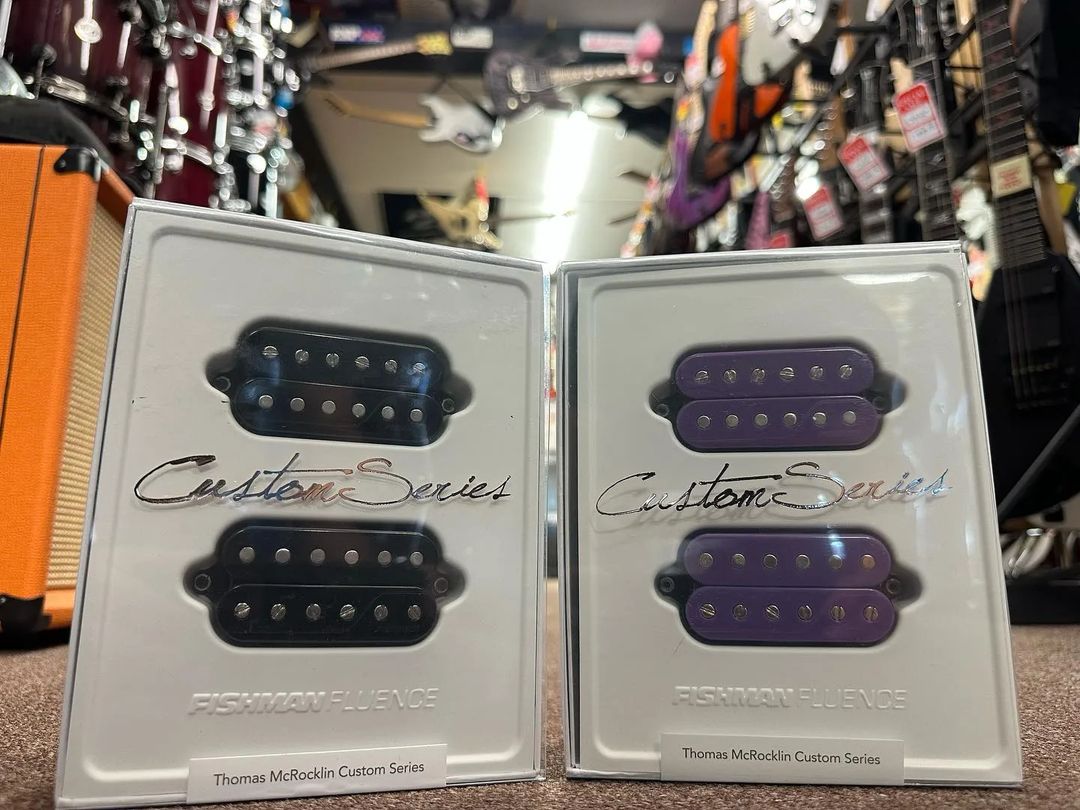 Custom Series
FISHMAN FLUENCE
Thomas McRocklin Custom Series
Custom Series
FISHMAN FLUENCE
Thomas McRocklin Custom Series